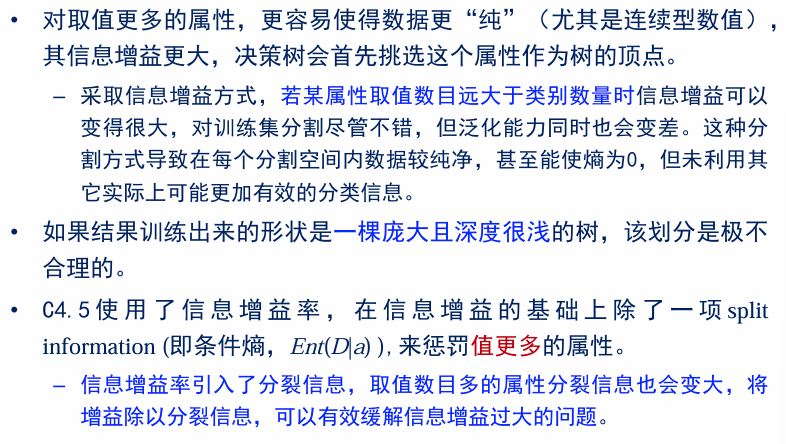 • 对取值更多的属性，更容易使得数据更“纯”（尤其是连续型数值），
其信息增益更大，决策树会首先挑选这个属性作为树的顶点。
– 采取信息增益方式，若某属性取值数目远大于类别数量时信息增益可以
变得很大，对训练集分割尽管不错，但泛化能力同时也会变差。这种分
割方式导致在每个分割空间内数据较纯净，甚至能使熵为0，但未利用其
它实际上可能更加有效的分类信息。
• 如果结果训练出来的形状是一棵庞大且深度很浅的树，该划分是极不
合理的。
• C4.5使用了信息增益率，在信息增益的基础上除了一项split
information (即条件熵，Ent(D|a) ),来惩罚值更多的属性。
– 信息增益率引入了分裂信息，取值数目多的属性分裂信息也会变大，将
增益除以分裂信息，可以有效缓解信息增益过大的问题。